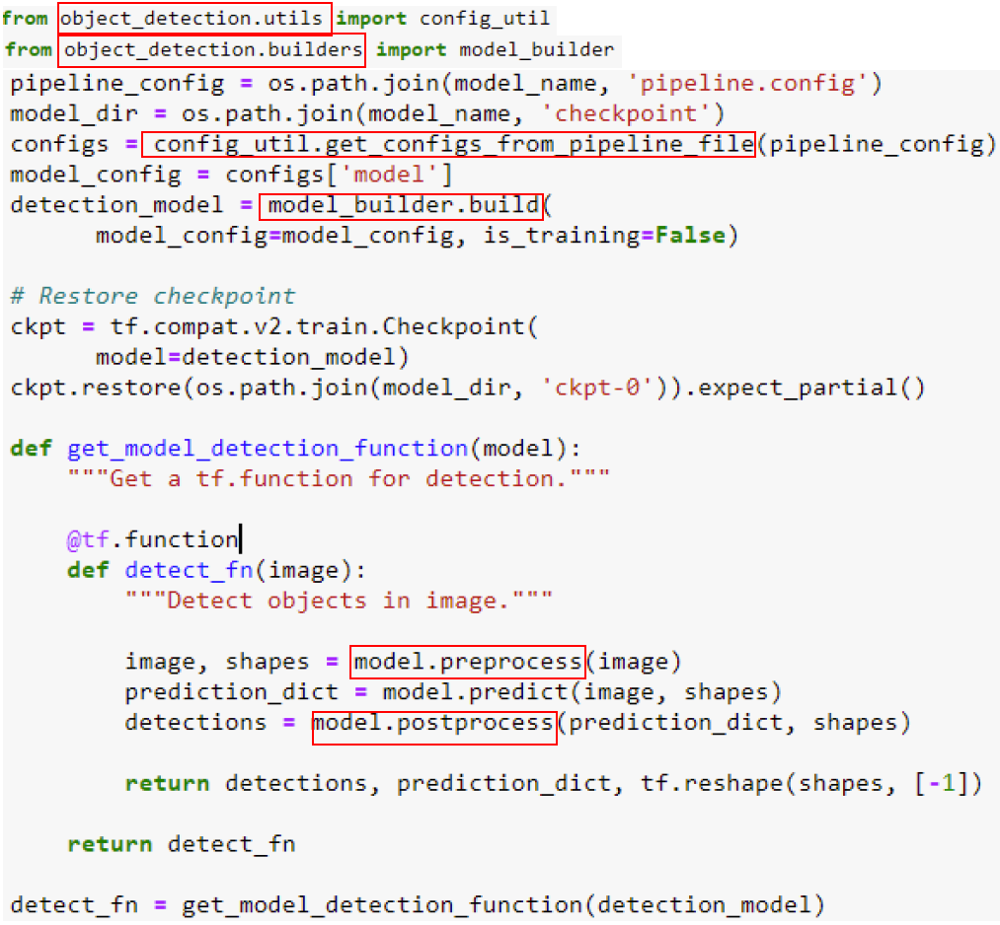 from object_detection.utils import config_util
from object_detection.builders import model_builder
pipeline_config = os.path.join(model_name, 'pipeline.config')
model_dir = os.path.join(model_name, 'checkpoint')
configs = config_util.get_configs_from_pipeline_file(pipeline_config)
model_config = configs['model']
detection_model = model_builder.build(
      model_config=model_config, is_training=False)

# Restore checkpoint
ckpt = tf.compat.v2.train.Checkpoint(
      model=detection_model)
ckpt.restore(os.path.join(model_dir, 'ckpt-0')).expect_partial()

def get_model_detection_function(model):
    """Get a tf.function for detection."""

    @tf.function
    def detect_fn(image):
        """Detect objects in image."""

        image, shapes = model.preprocess(image)
        prediction_dict = model.predict(image, shapes)
        detections = model.postprocess(prediction_dict, shapes)

        return detections, prediction_dict, tf.reshape(shapes, [-1])

    return detect_fn

detect_fn = get_model_detection_function(detection_model)